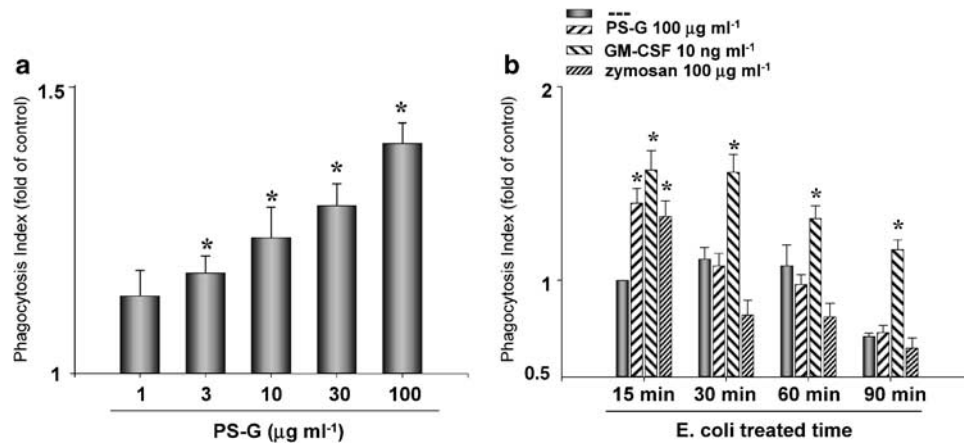 a
Phagocytosis Index (fold of control)
1.5
1
* * * *
1 3 10 30 100
PS-G (μg ml-1)
b
---
PS-G 100 μg ml-1
GM-CSF 10 ng ml-1
zymosan 100 μg ml-1
Phagocytosis Index (fold of control)
2
1
0.5
* * * * * *
15 min 30 min 60 min 90 min
E. coli treated time